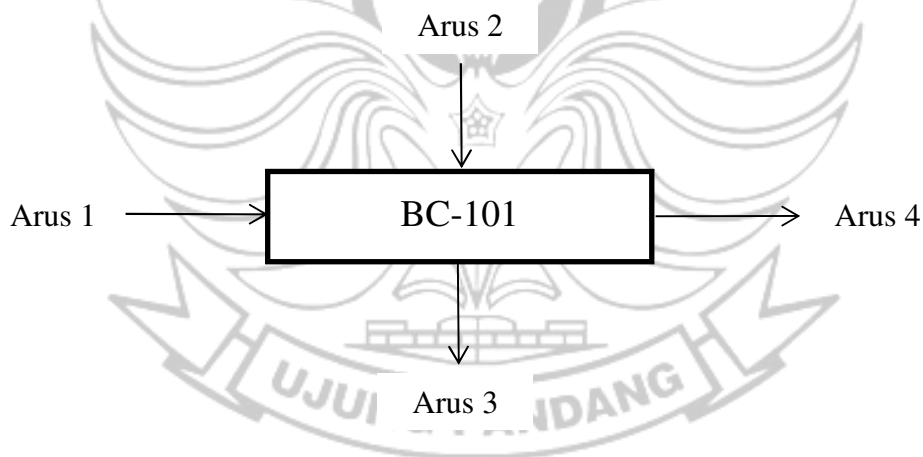 Arus 2
Arus 1
BC-101
Arus 4
Arus 3
UJUNG PANDANG